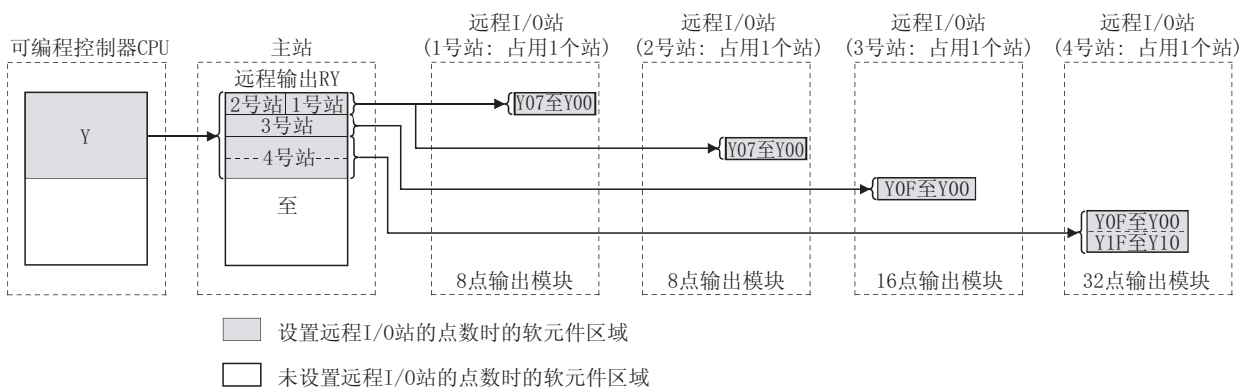 可编程控制器CPU
主站
远程I/O站
(1号站: 占用1个站)
远程I/O站
(2号站: 占用1个站)
远程I/O站
(3号站: 占用1个站)
远程I/O站
(4号站: 占用1个站)
远程输出RY
2号站 1号站
3号站
4号站
至
Y
Y07至Y00
Y07至Y00
Y0F至Y00
Y0F至Y00
Y1F至Y10
8点输出模块
8点输出模块
16点输出模块
32点输出模块
设置远程I/O站的点数时的软元件区域
未设置远程I/O站的点数时的软元件区域